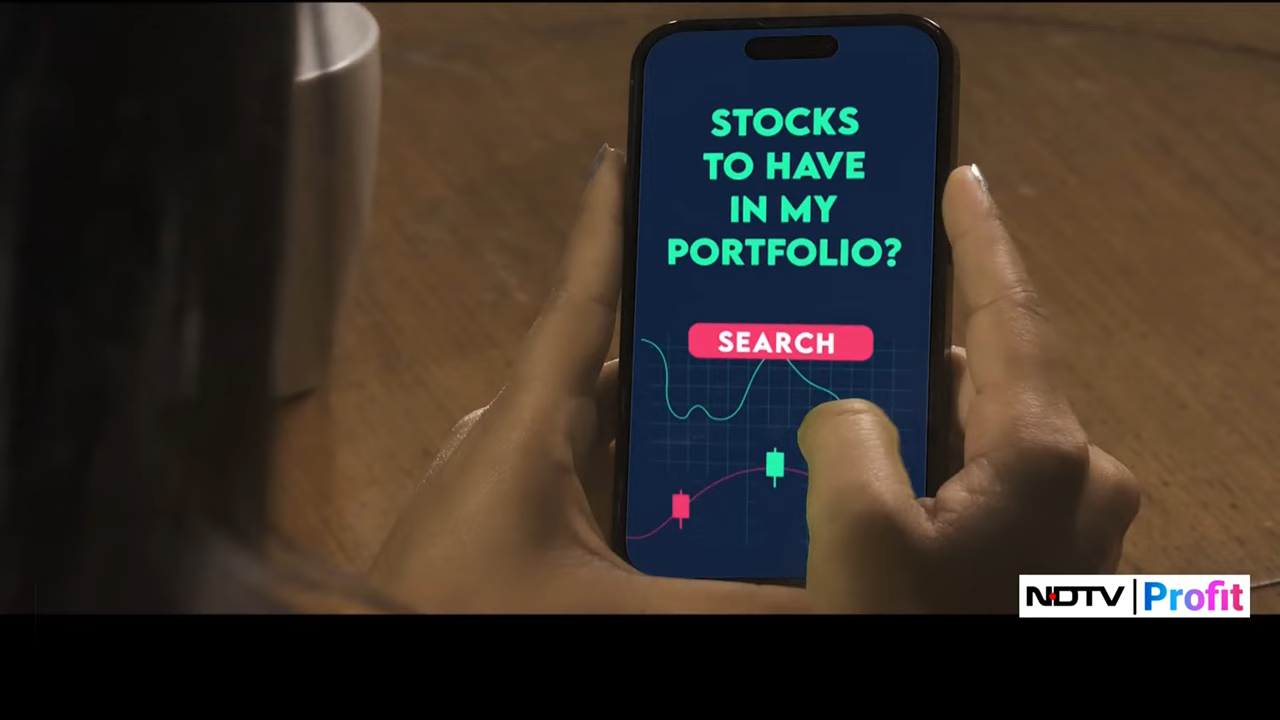 STOCKS
TO HAVE
IN MY
PORTFOLIO?
SEARCH
NDTV Profit